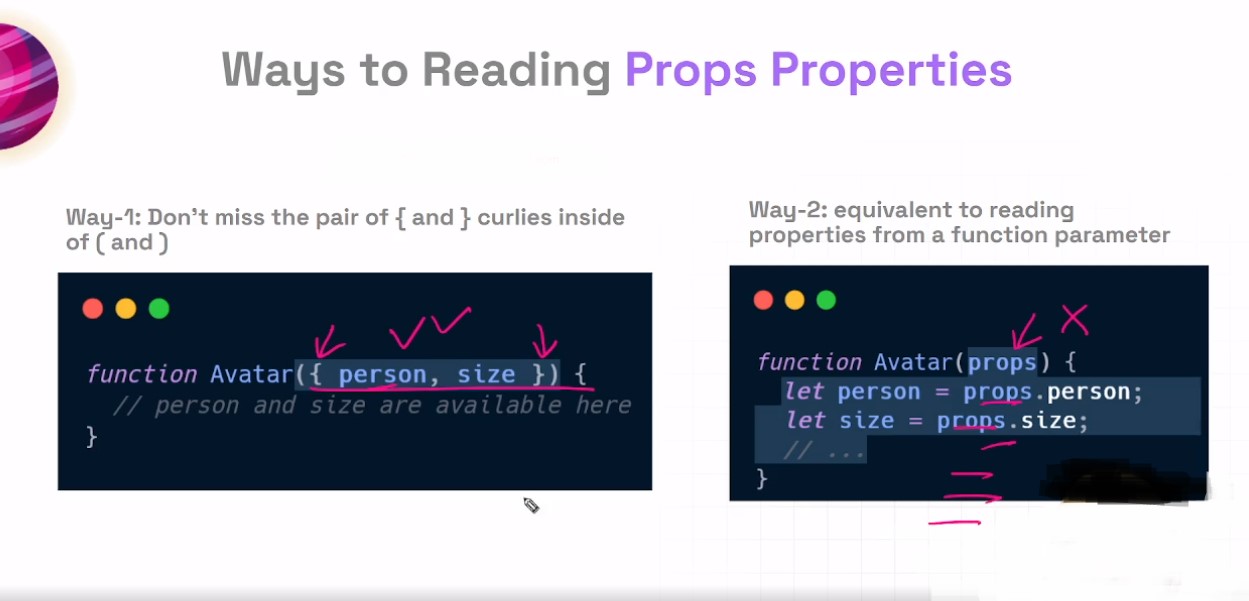 Ways to Reading Props Properties
Way-1: Don't miss the pair of { and } curlies inside
of ( and )
function Avatar({ person, size }) {
// person and size are available here
}
Way-2: equivalent to reading
properties from a function parameter
function Avatar(props) {
let person = props.person;
let size = props.size;
// ...
}